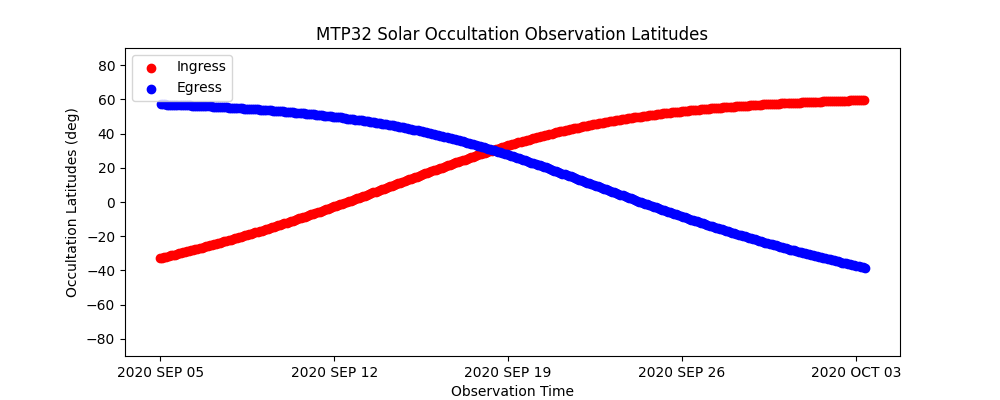 MTP32 Solar Occultation Observation Latitudes
Ingress
Egress
Occultation Latitudes (deg)
80
60
40
20
0
−20
−40
−60
−80
2020 SEP 05
2020 SEP 12
2020 SEP 19
2020 SEP 26
2020 OCT 03
Observation Time